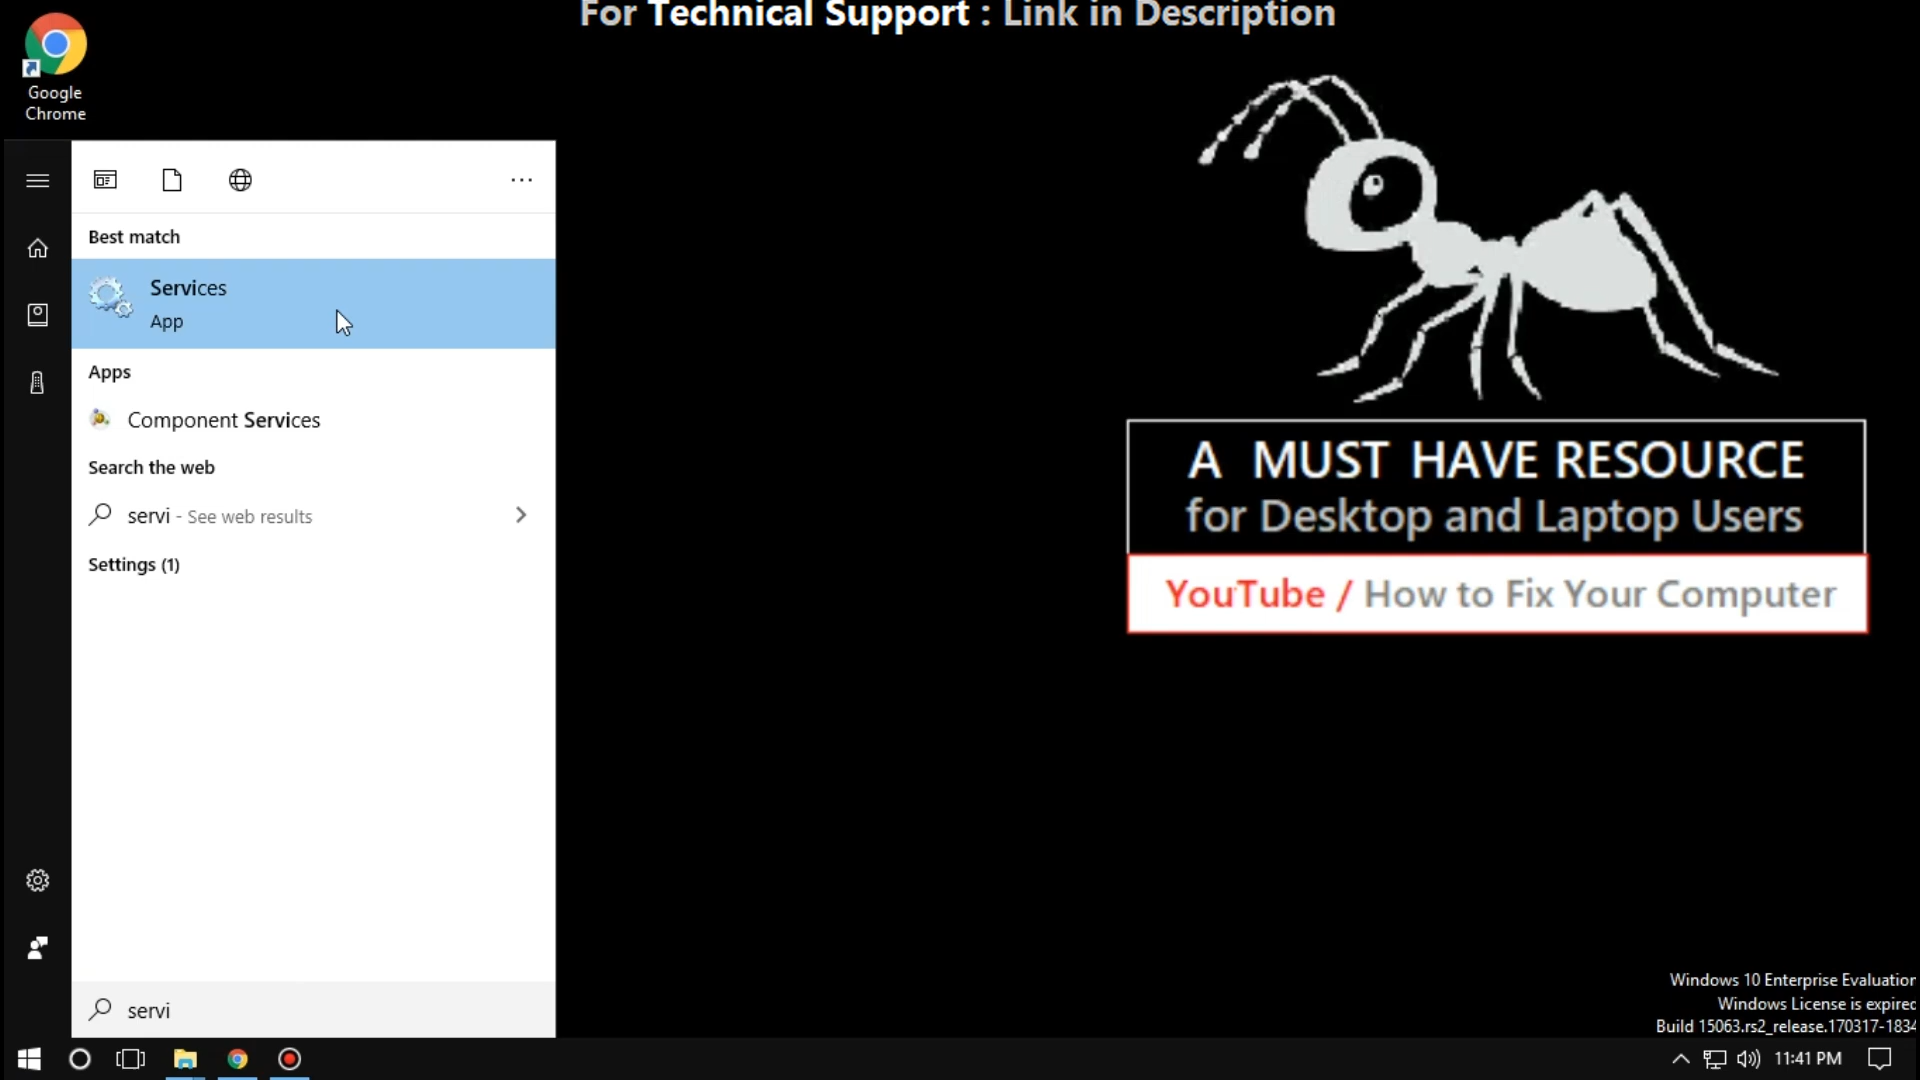 For Technical Support : Link in Description
Google
Chrome
Best match
Services
App
Apps
Component Services
Search the web
servi - See web results
Settings (1)
servi
A MUST HAVE RESOURCE
for Desktop and Laptop Users
YouTube / How to Fix Your Computer
Windows 10 Enterprise Evaluation
Windows License is expired
Build 15063.rs2_release.170317-1834
11:41 PM